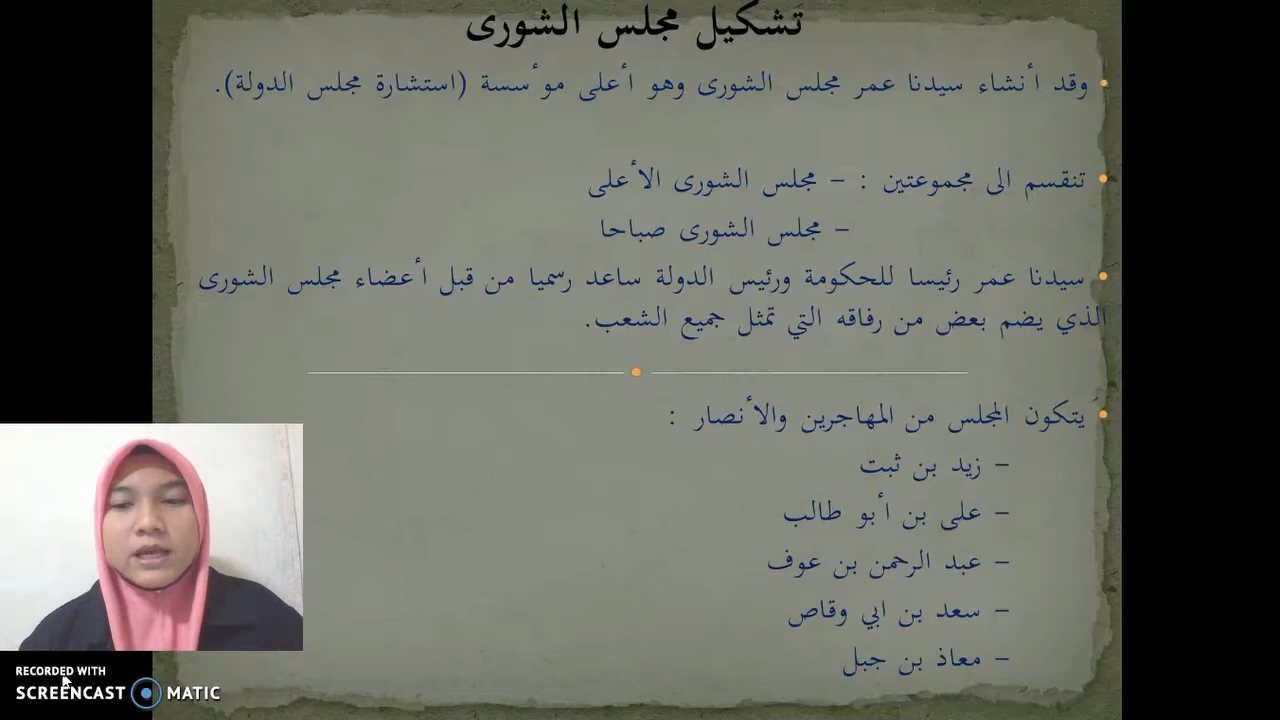 تشكيل مجلس الشورى
• وقد أنشاء سيدنا عمر مجلس الشورى وهو أعلى مؤسسة (استشارة مجلس الدولة).
• تنقسم الى مجموعتين : – مجلس الشورى الأعلى
– مجلس الشورى صباحا
• سيدنا عمر رئيسا للحكومة ورئيس الدولة ساعد رسميا من قبل أعضاء مجلس الشورى
الذي يضم بعض من رفاقه التي تمثل جميع الشعب.
• يتكون المجلس من المهاجرين والأنصار :
– زيد بن ثبت
– على بن أبو طالب
– عبد الرحمن بن عوف
– سعد بن ابي وقاص
– معاذ بن جبل
RECORDED WITH
SCREENCAST MATIC